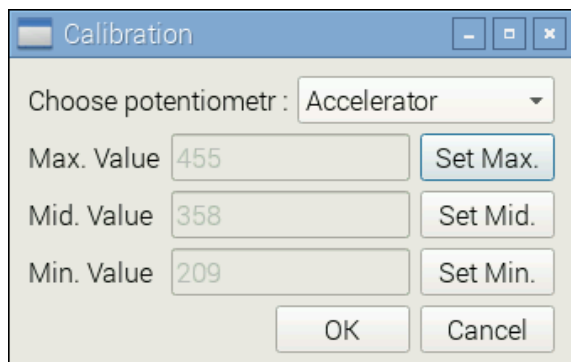 Calibration
Choose potentiometr : Accelerator
Max. Value 455 Set Max.
Mid. Value 358 Set Mid.
Min. Value 209 Set Min.
OK Cancel